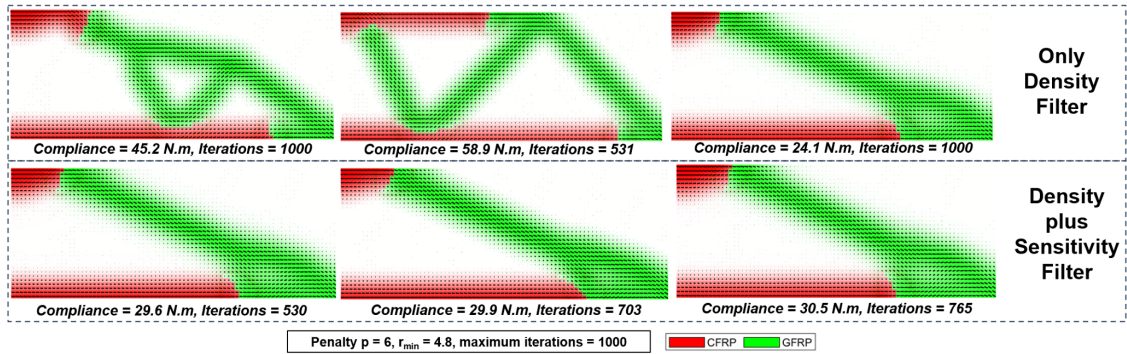 Only
Density
Filter
Compliance = 45.2 N.m, Iterations = 1000
Compliance = 58.9 N.m, Iterations = 531
Compliance = 24.1 N.m, Iterations = 1000
Density
plus
Sensitivity
Filter
Compliance = 29.6 N.m, Iterations = 530
Compliance = 29.9 N.m, Iterations = 703
Compliance = 30.5 N.m, Iterations = 765
Penalty p = 6, rmin = 4.8, maximum iterations = 1000
CFRP
GFRP